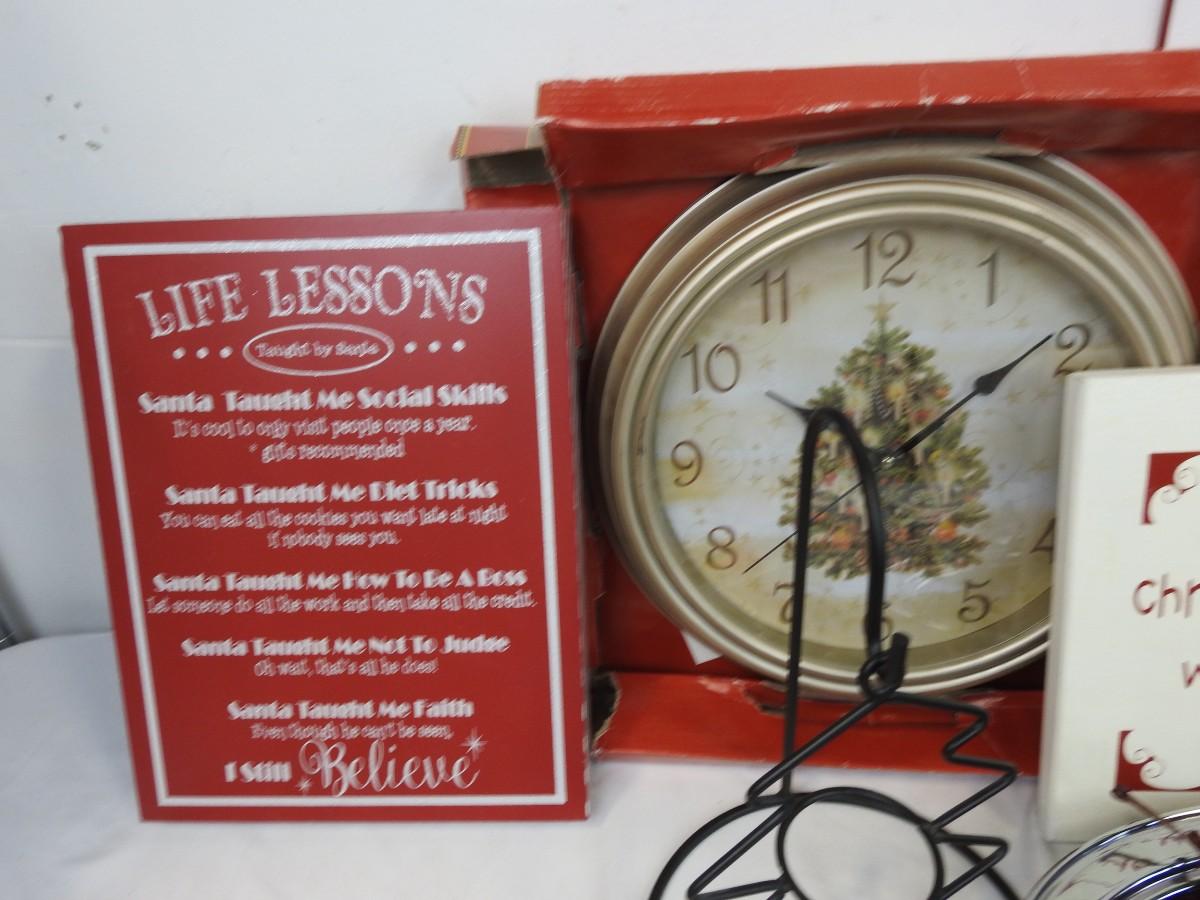 LIFE LESSONS
Taught by Santa
Santa Taught Me Social Skills
It's cool to only visit people once a year.
* gifts recommended
Santa Taught Me Diet Tricks
You can eat all the cookies you want late at night
if nobody sees you.
Santa Taught Me How To Be A Boss
Let someone do all the work and then take all the credit.
Santa Taught Me Not To Judge
Oh wait, that's all he does!
Santa Taught Me Faith
Even though he can't be seen,
I Still Believe
12
1
2
4
5
6
7
8
9
10
11
chr
w